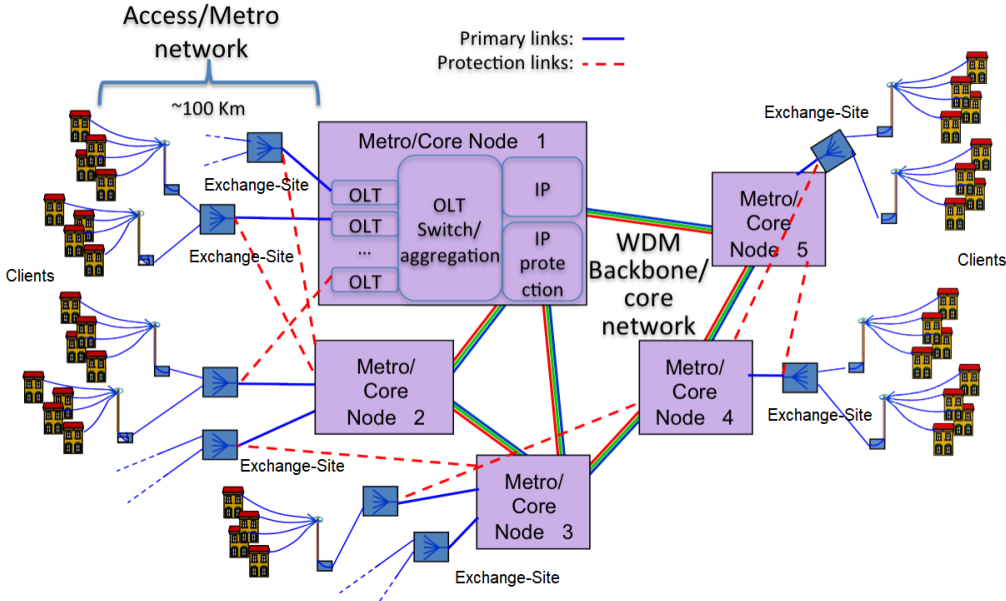 Access/Metro
network
~100 Km
Primary links:
Protection links:
Exchange-Site
Exchange-Site
Exchange-Site
Clients
Metro/Core Node 1
OLT
OLT
...
OLT
OLT
Switch/
aggregation
IP
IP
prote
ction
WDM
Backbone/
core
network
Metro/
Core
Node 5
Exchange-Site
Clients
Metro/
Core
Node 2
Metro/
Core
Node 4
Exchange-Site
Exchange-Site
Metro/
Core
Node 3
Exchange-Site